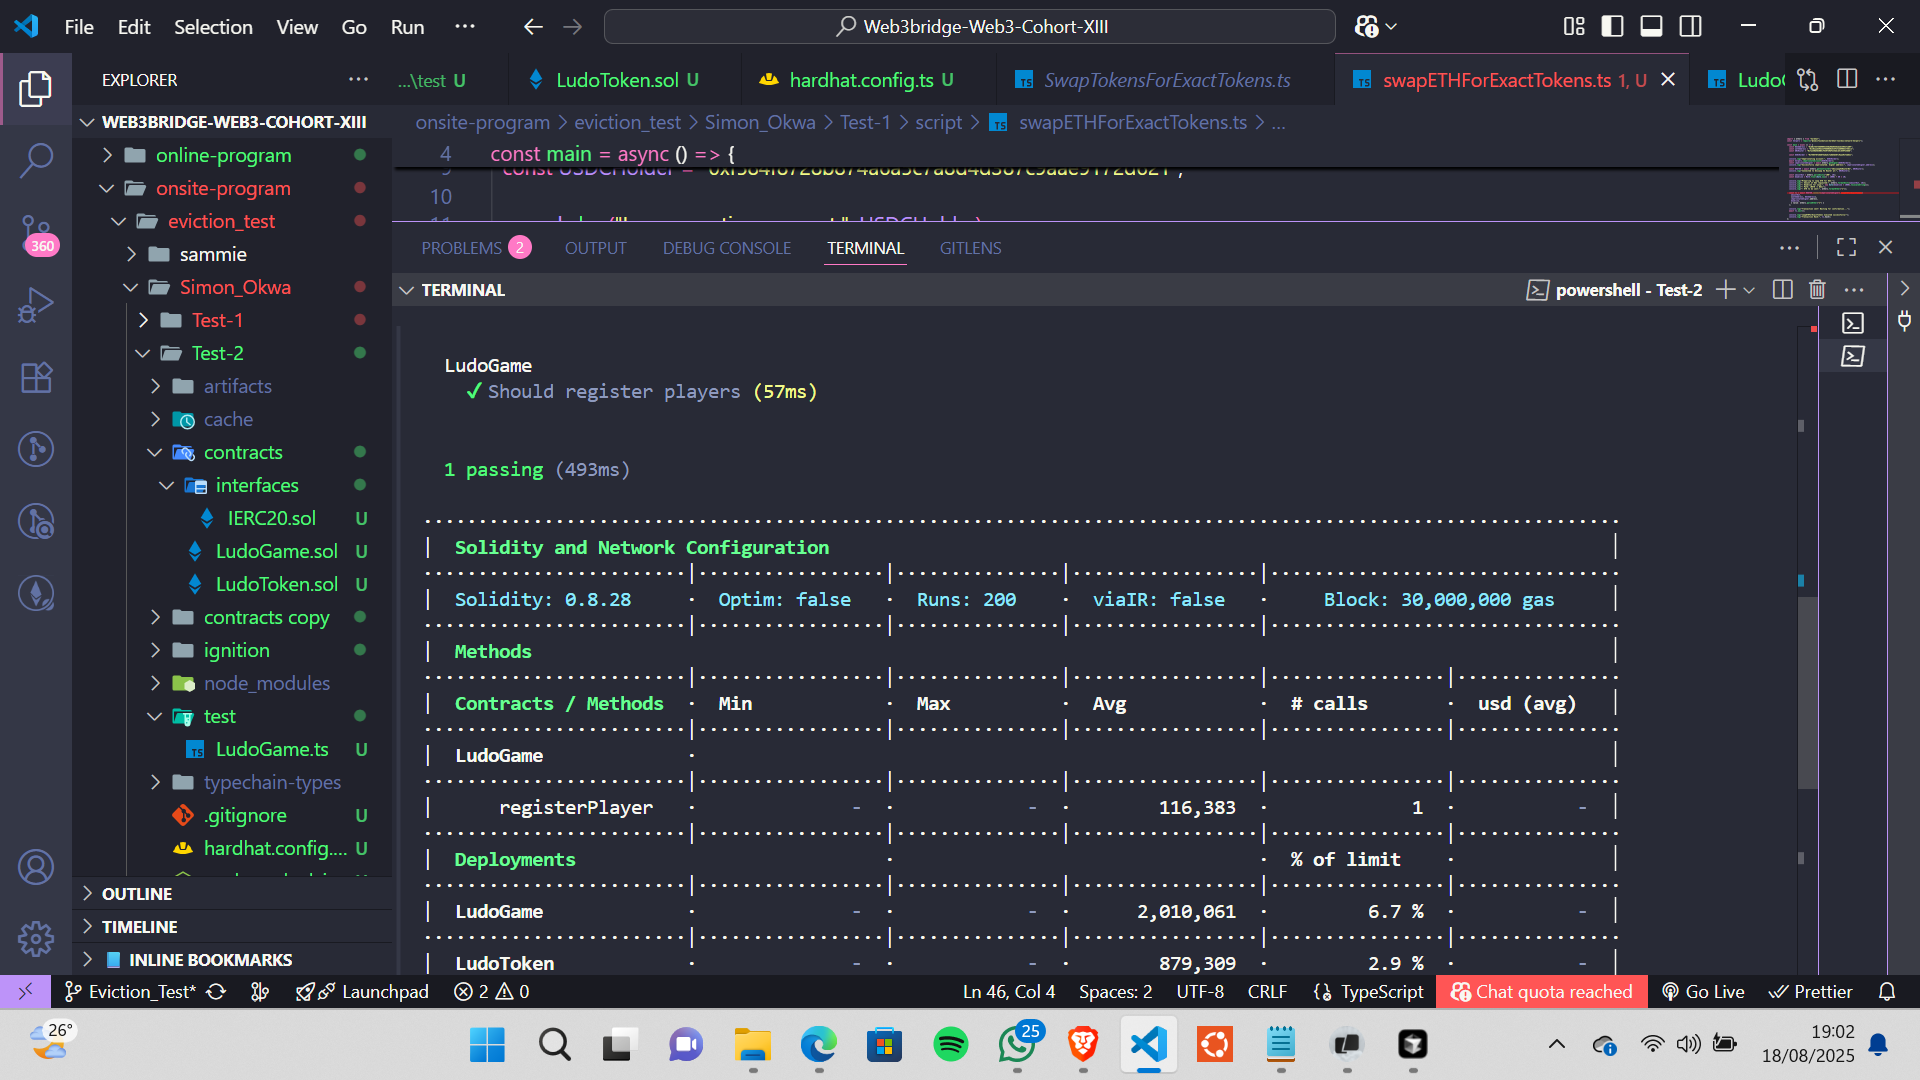 File Edit Selection View Go Run ··· Web3bridge-Web3-Cohort-XIII
EXPLORER
...\test U
LudoToken.sol U
hardhat.config.ts U
SwapTokensForExactTokens.ts
swapETHForExactTokens.ts 1, U
onsite-program > eviction_test > Simon_Okwa > Test-1 > script > swapETHForExactTokens.ts > ...
4 const main = async () => {
10
WEB3BRIDGE-WEB3-COHORT-XIII
online-program
onsite-program
eviction_test
sammie
Simon_Okwa
Test-1
Test-2
artifacts
cache
contracts
interfaces
IERC20.sol U
LudoGame.sol U
LudoToken.sol U
contracts copy
ignition
node_modules
test
LudoGame.ts U
typechain-types
.gitignore U
hardhat.config.... U
OUTLINE
TIMELINE
INLINE BOOKMARKS
360
PROBLEMS 2 OUTPUT DEBUG CONSOLE TERMINAL GITLENS
TERMINAL
powershell - Test-2
LudoGame
✓ Should register players (57ms)
1 passing (493ms)
| Solidity and Network Configuration |
| Solidity: 0.8.28 · Optim: false · Runs: 200 · viaIR: false · Block: 30,000,000 gas |
| Methods |
| Contracts / Methods · Min · Max · Avg · # calls · usd (avg) |
| LudoGame · |
| registerPlayer · - · - · 116,383 · 1 · - |
| Deployments · · % of limit · |
| LudoGame · - · - · 2,010,061 · 6.7 % · - |
| LudoToken · - · - · 879,309 · 2.9 % · - |
Eviction_Test* Launchpad 2 0 Ln 46, Col 4 Spaces: 2 UTF-8 CRLF TypeScript Chat quota reached Go Live Prettier
26°
25
19:02
18/08/2025